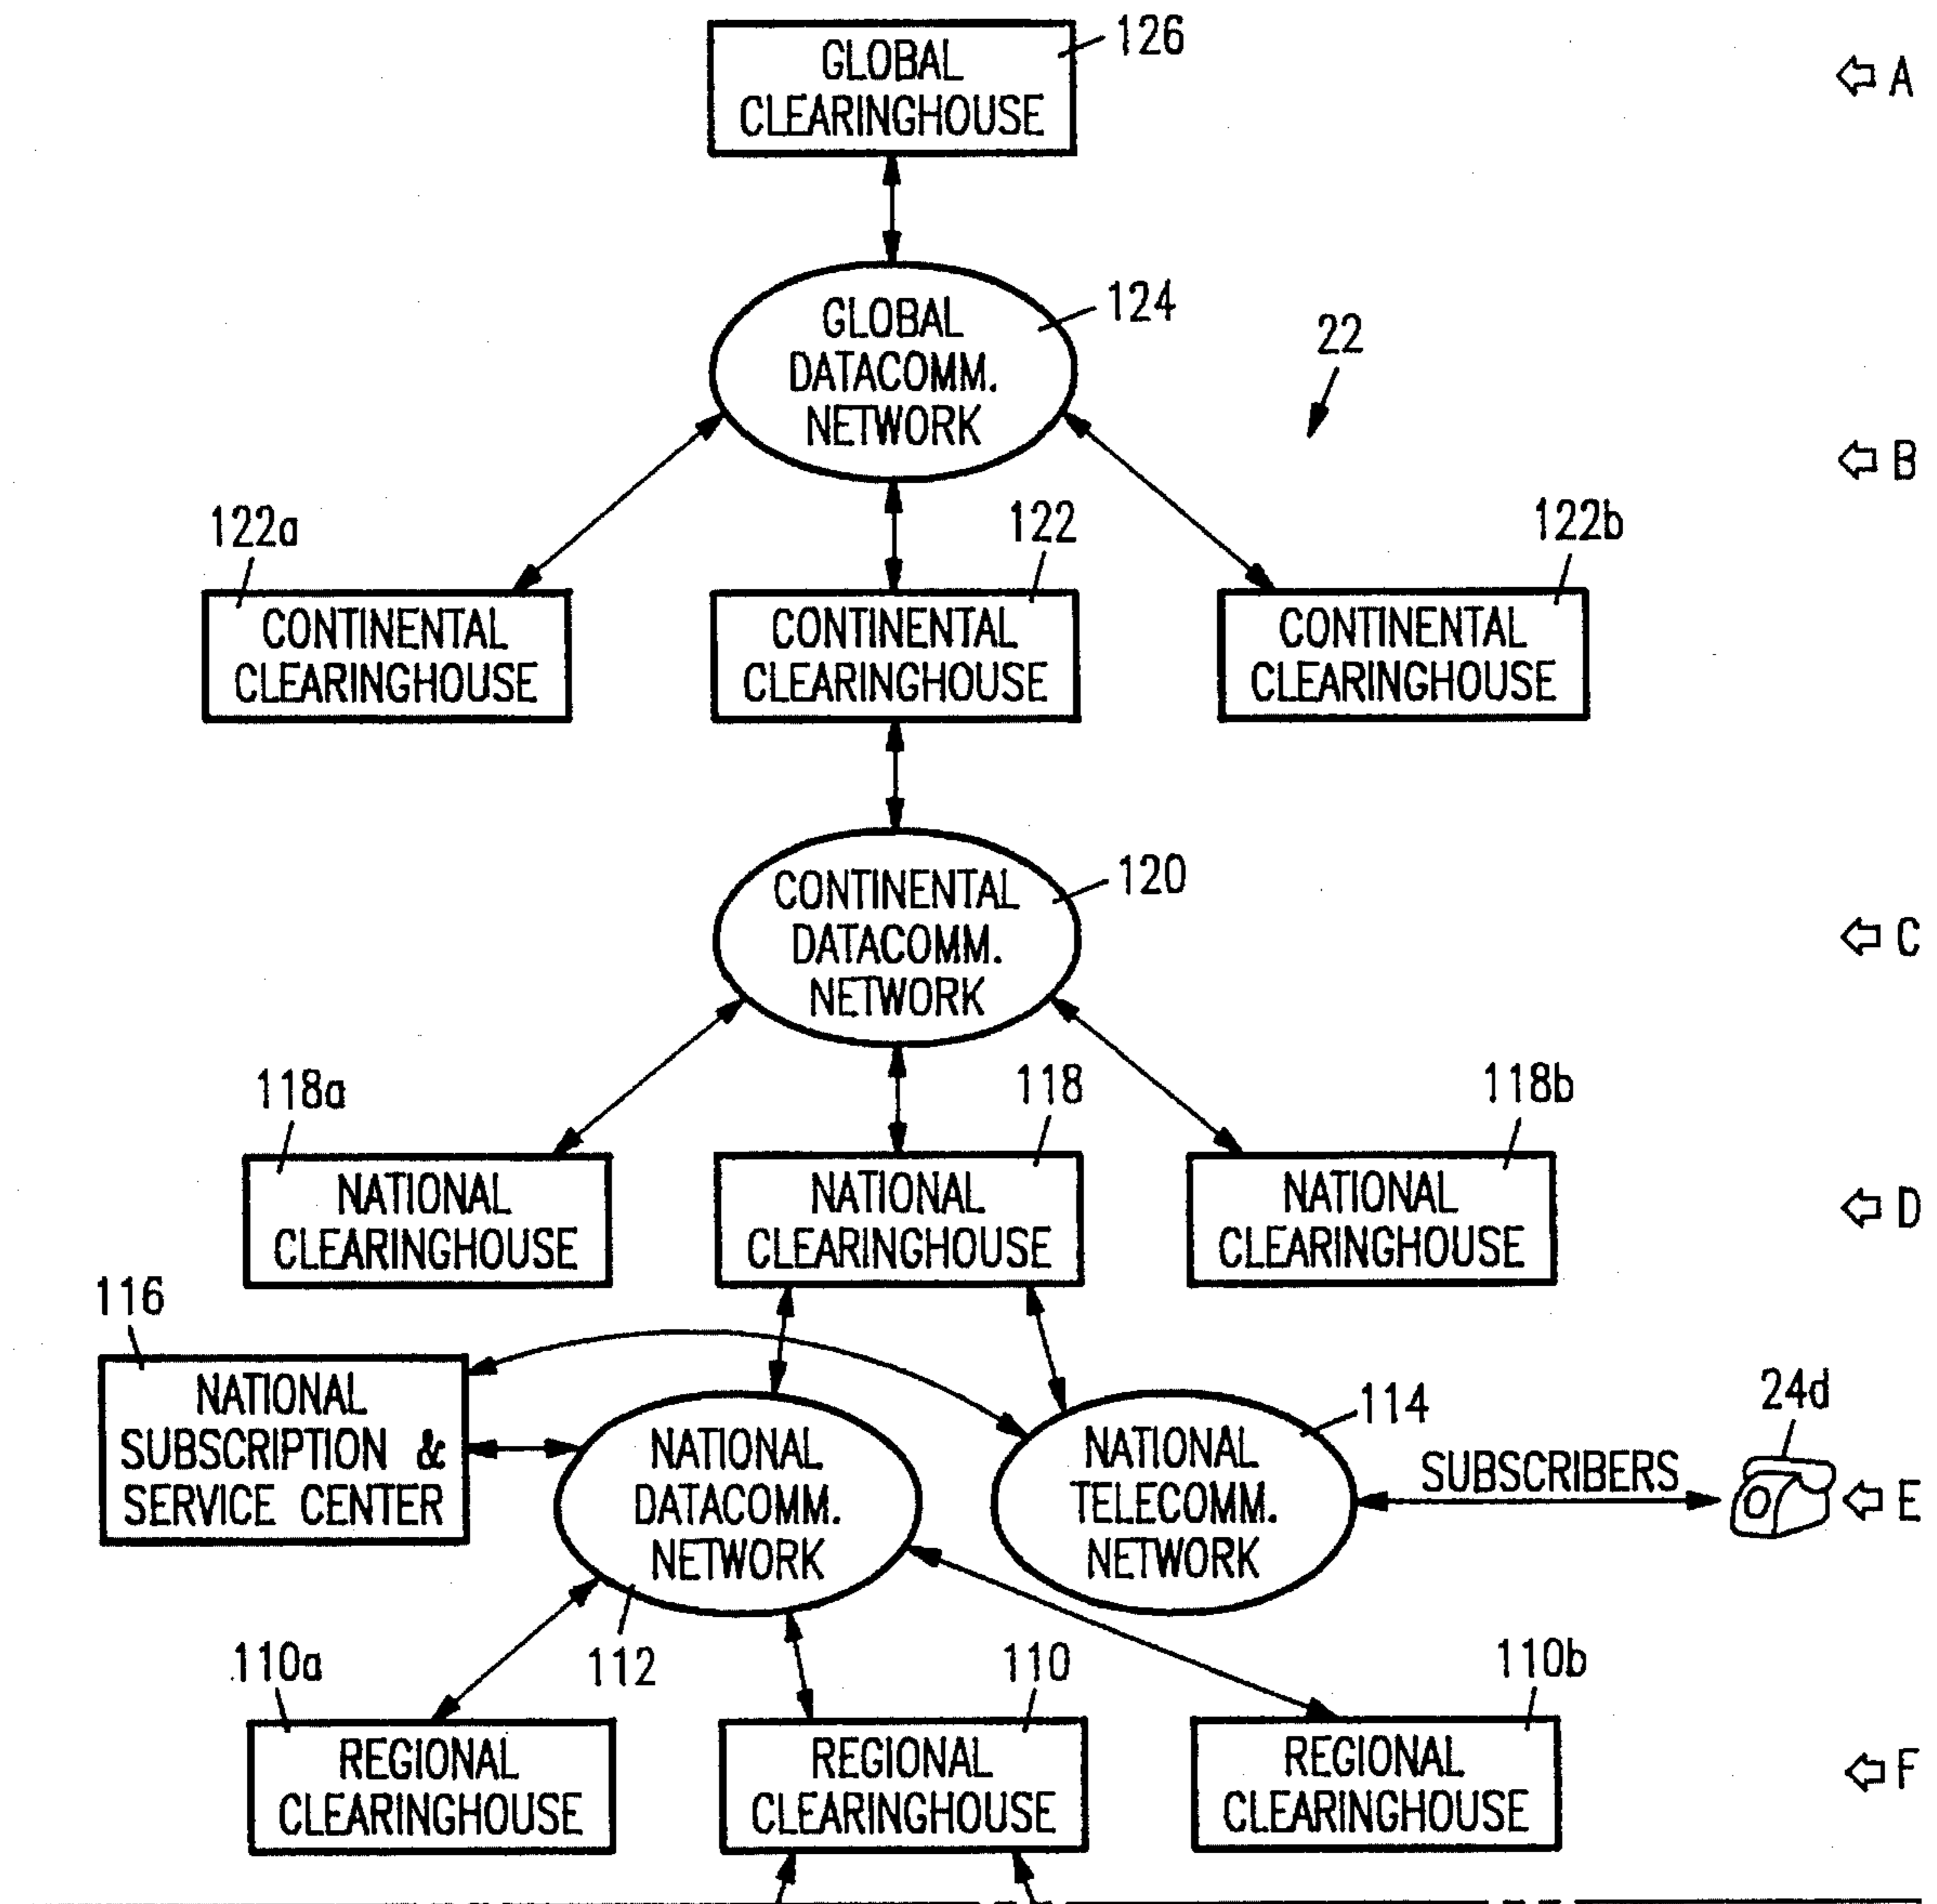 126
GLOBAL
CLEARINGHOUSE
A
124
GLOBAL
DATACOMM.
NETWORK
22
B
122a
122
122b
CONTINENTAL
CLEARINGHOUSE
CONTINENTAL
CLEARINGHOUSE
CONTINENTAL
CLEARINGHOUSE
120
CONTINENTAL
DATACOMM.
NETWORK
C
118a
118
118b
NATIONAL
CLEARINGHOUSE
NATIONAL
CLEARINGHOUSE
NATIONAL
CLEARINGHOUSE
D
116
NATIONAL
SUBSCRIPTION &
SERVICE CENTER
NATIONAL
DATACOMM.
NETWORK
114
NATIONAL
TELECOMM.
NETWORK
SUBSCRIBERS
24d
E
112
110a
110
110b
REGIONAL
CLEARINGHOUSE
REGIONAL
CLEARINGHOUSE
REGIONAL
CLEARINGHOUSE
F